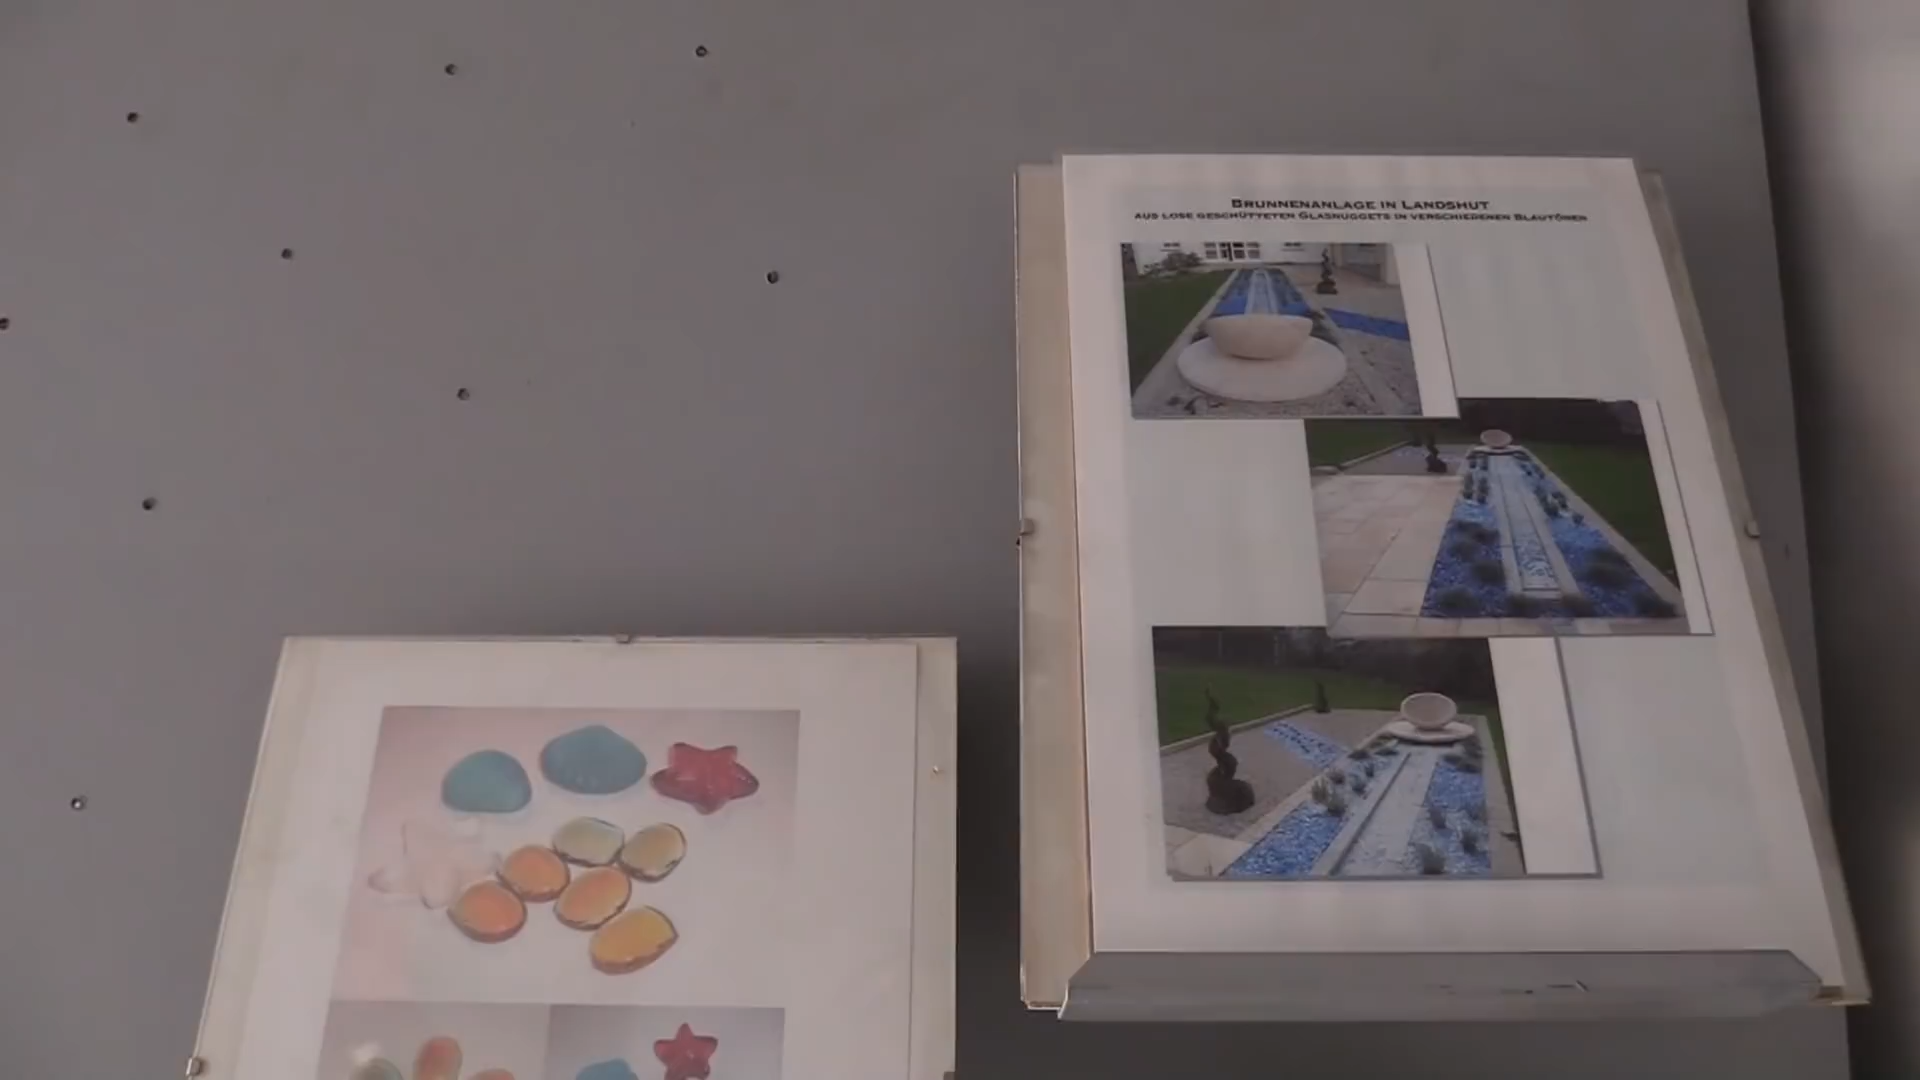 BRUNNENANLAGE IN LANDSHUT
AUS LOSE GESCHÜTTETEN GLASNUGGETS IN VERSCHIEDENEN BLAUTÖNEN